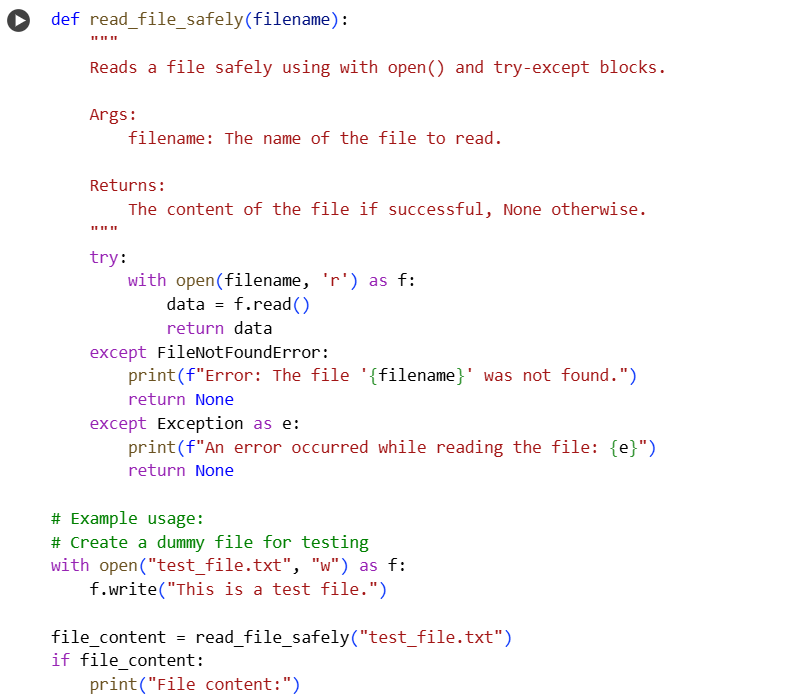 def read_file_safely(filename):
    """
    Reads a file safely using with open() and try-except blocks.

    Args:
        filename: The name of the file to read.

    Returns:
        The content of the file if successful, None otherwise.
    """
    try:
        with open(filename, 'r') as f:
            data = f.read()
            return data
    except FileNotFoundError:
        print(f"Error: The file '{filename}' was not found.")
        return None
    except Exception as e:
        print(f"An error occurred while reading the file: {e}")
        return None

# Example usage:
# Create a dummy file for testing
with open("test_file.txt", "w") as f:
    f.write("This is a test file.")

file_content = read_file_safely("test_file.txt")
if file_content:
    print("File content:")